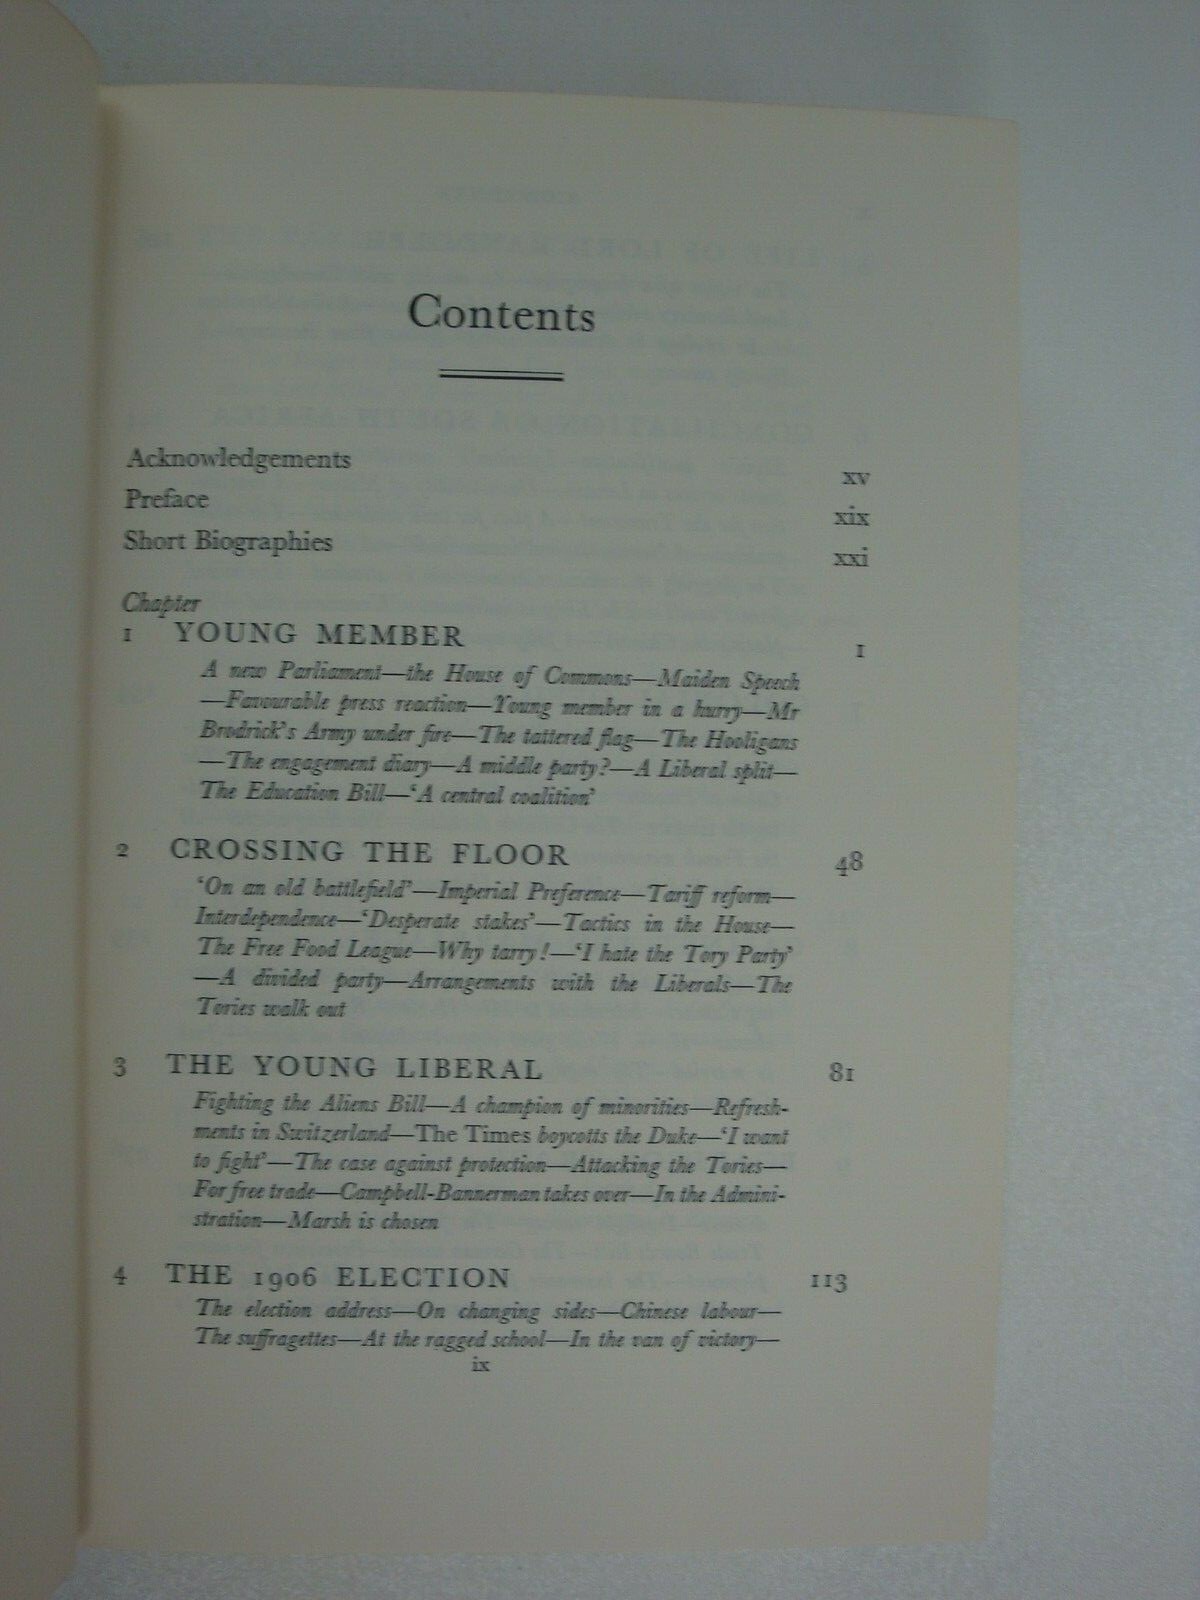 Contents
Acknowledgements xv
Preface xix
Short Biographies xxi
Chapter
1 YOUNG MEMBER 1
A new Parliament—the House of Commons—Maiden Speech
—Favourable press reaction—Young member in a hurry—Mr
Brodrick's Army under fire—The tattered flag—The Hooligans
—The engagement diary—A middle party?—A Liberal split—
The Education Bill—‘A central coalition’
2 CROSSING THE FLOOR 48
‘On an old battlefield’—Imperial Preference—Tariff reform—
Interdependence—‘Desperate stakes’—Tactics in the House—
The Free Food League—Why tarry!—‘I hate the Tory Party’
—A divided party—Arrangements with the Liberals—The
Tories walk out
3 THE YOUNG LIBERAL 81
Fighting the Aliens Bill—A champion of minorities—Refresh-
ments in Switzerland—The Times boycotts the Duke—‘I want
to fight’—The case against protection—Attacking the Tories—
For free trade—Campbell-Bannerman takes over—In the Admini-
stration—Marsh is chosen
4 THE 1906 ELECTION 113
The election address—On changing sides—Chinese labour—
The suffragettes—At the ragged school—In the van of victory—
ix